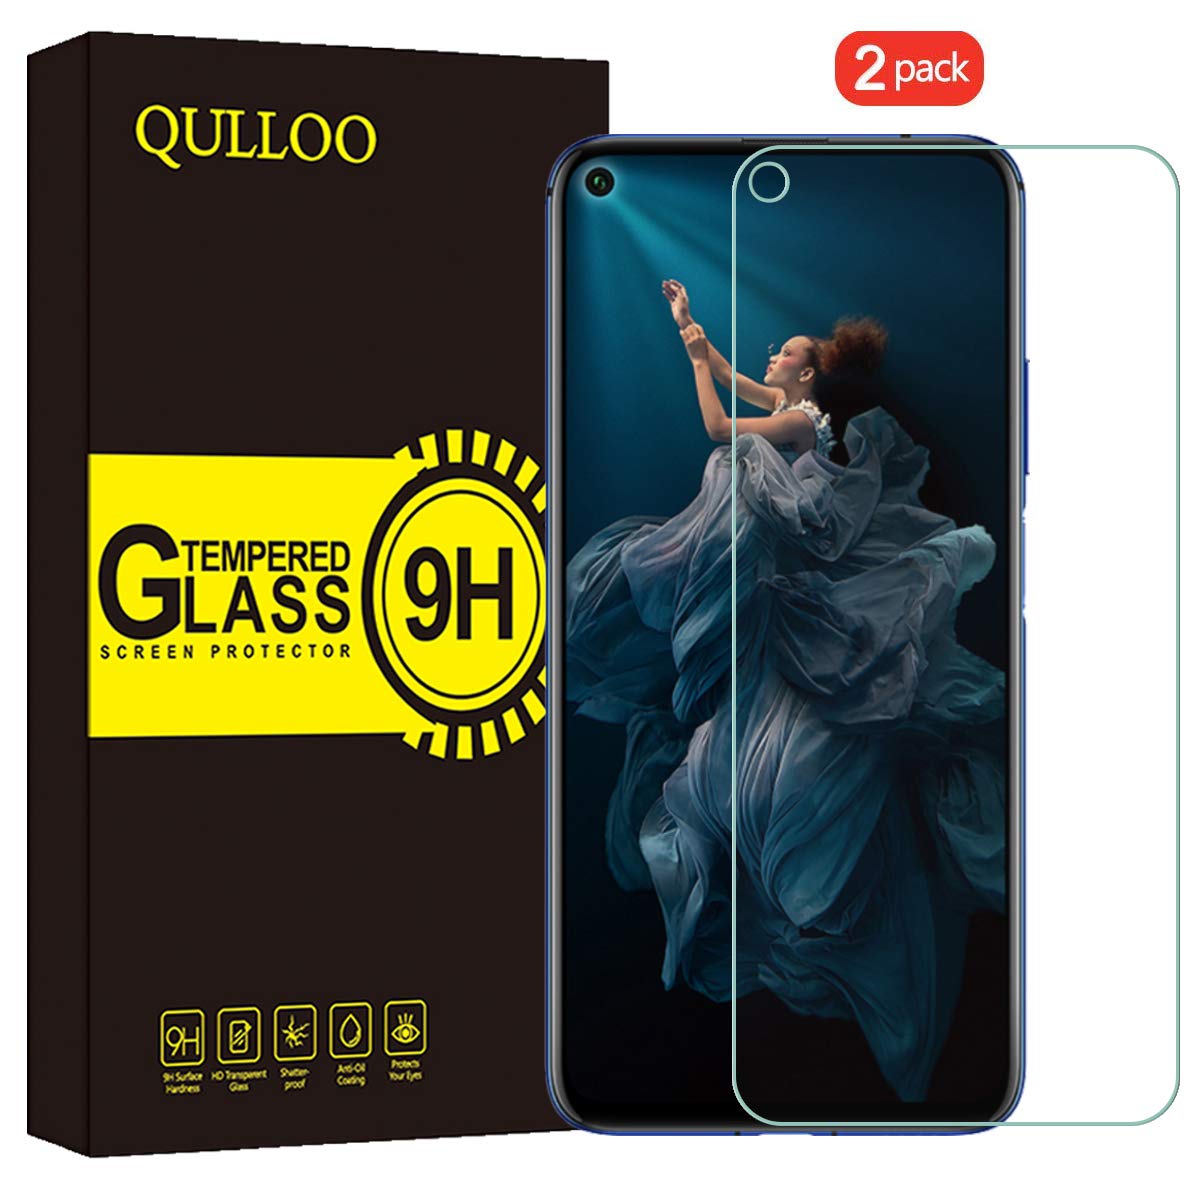 QULLOO
2 pack
TEMPERED
GLASS
SCREEN PROTECTOR
9H
9H
9H Surface
Hardness
HD Transparent
Glass
Shatter-
proof
Anti-Oil
Coating
Protects
Your Eyes